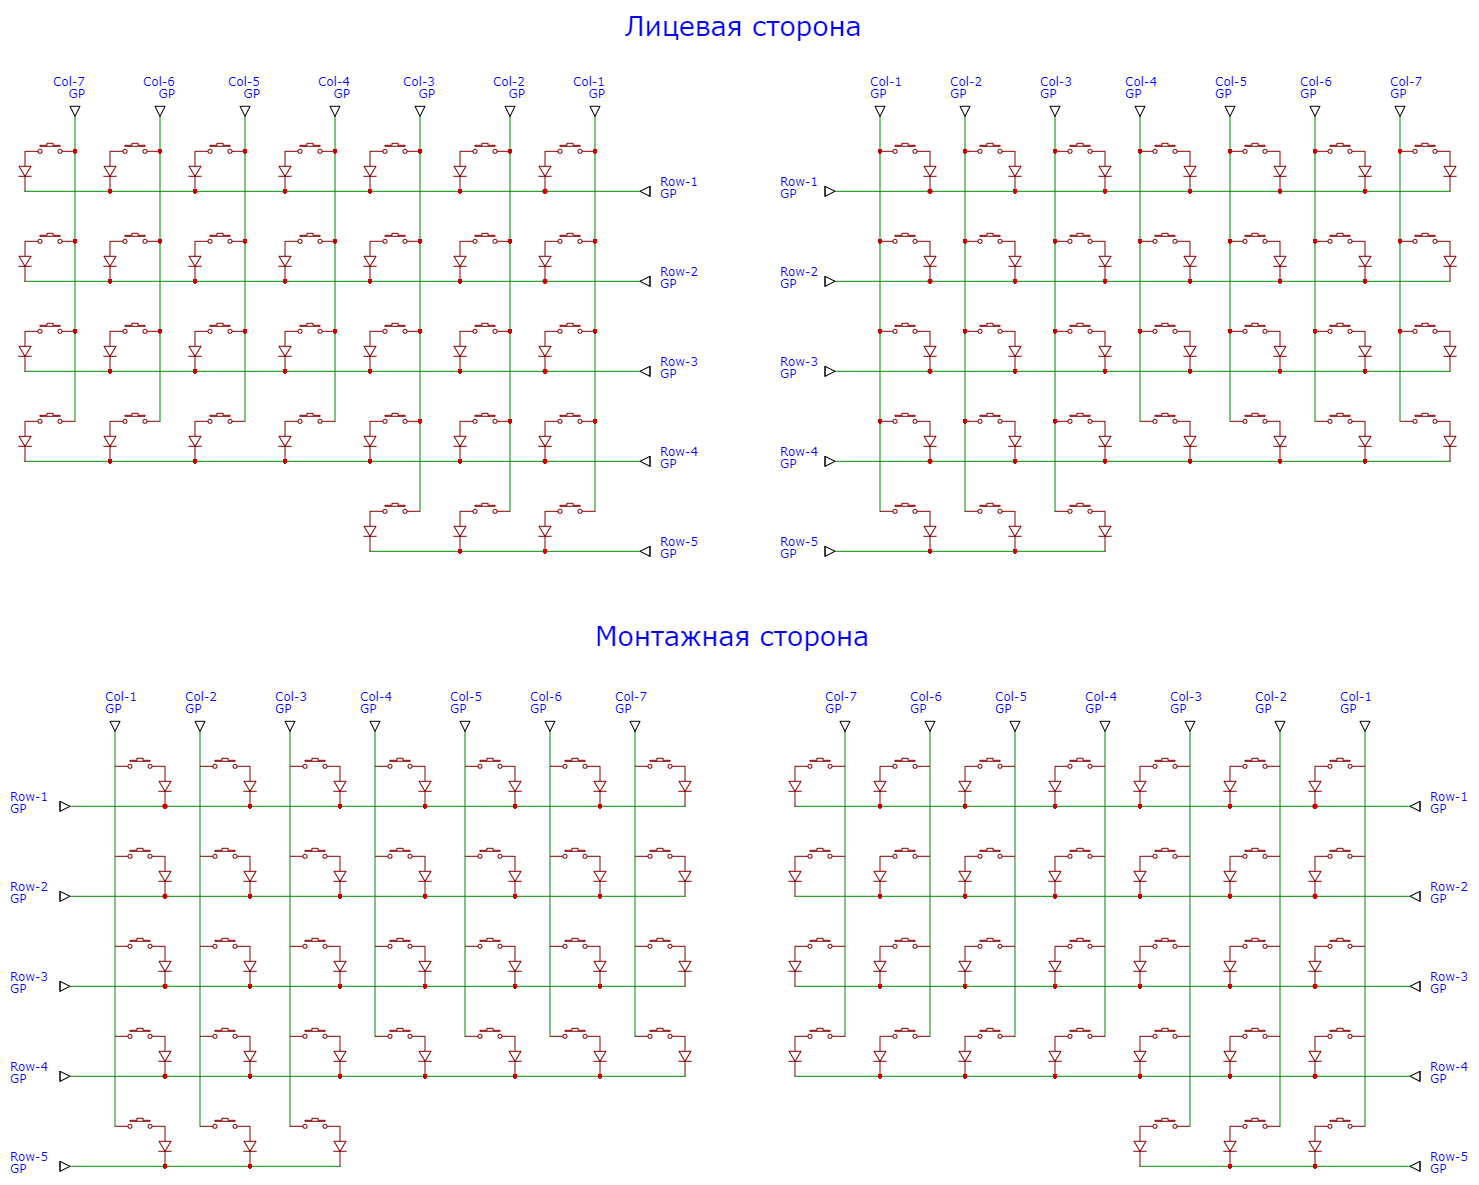 Лицевая сторона
Col-7 Col-6 Col-5 Col-4 Col-3 Col-2 Col-1 Col-1 Col-2 Col-3 Col-4 Col-5 Col-6 Col-7
GP GP GP GP GP GP GP GP GP GP GP GP GP GP
Row-1 Row-1
GP GP
Row-2 Row-2
GP GP
Row-3 Row-3
GP GP
Row-4 Row-4
GP GP
Row-5 Row-5
GP GP
Монтажная сторона
Col-1 Col-2 Col-3 Col-4 Col-5 Col-6 Col-7 Col-7 Col-6 Col-5 Col-4 Col-3 Col-2 Col-1
GP GP GP GP GP GP GP GP GP GP GP GP GP GP
Row-1 Row-1
GP GP
Row-2 Row-2
GP GP
Row-3 Row-3
GP GP
Row-4 Row-4
GP GP
Row-5 Row-5
GP GP